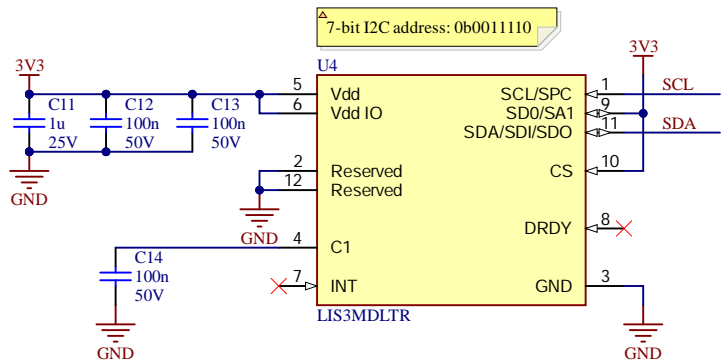 7-bit I2C address: 0b0011110
3V3
3V3
U4
C11
1u
25V
C12
100n
50V
C13
100n
50V
5
Vdd
6
Vdd IO
SCL/SPC
1
SCL
SD0/SA1
9
SDA/SDI/SDO
11
SDA
GND
2
Reserved
12
Reserved
CS
10
GND
4
C1
DRDY
8
C14
100n
50V
7
INT
GND
3
LIS3MDLTR
GND
GND